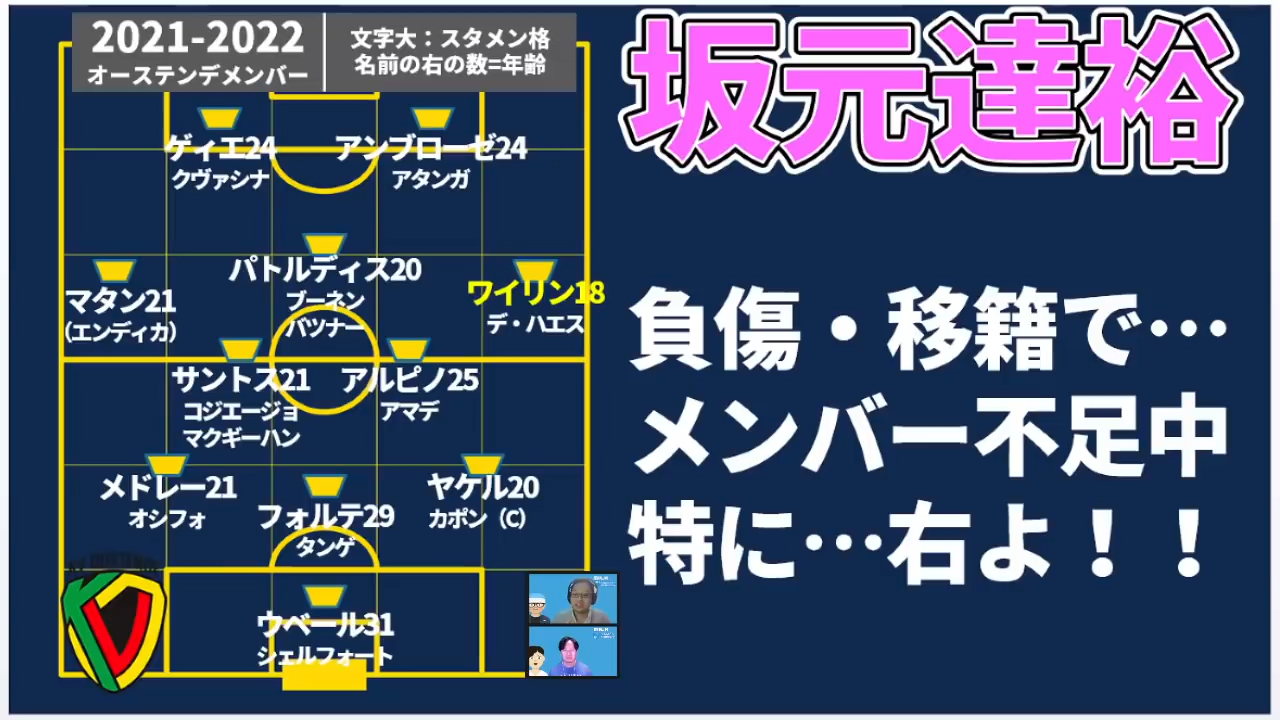 2021-2022
オーステンデメンバー
文字大：スタメン格
名前の右の数=年齢
坂元達裕
ゲィエ24
クヴァシナ
アンブローゼ24
アタンガ
パトルディス20
ブーネン
バツナー
マタン21
(エンディカ)
ワイリン18
デ・ハエス
サントス21
コジエージョ
マクギーハン
アルピノ25
アマデ
メドレー21
オシフォ
フォルテ29
タンゲ
ヤケル20
カポン（C）
ウベール31
シェルフォート
負傷・移籍で…
メンバー不足中
特に…右よ！！